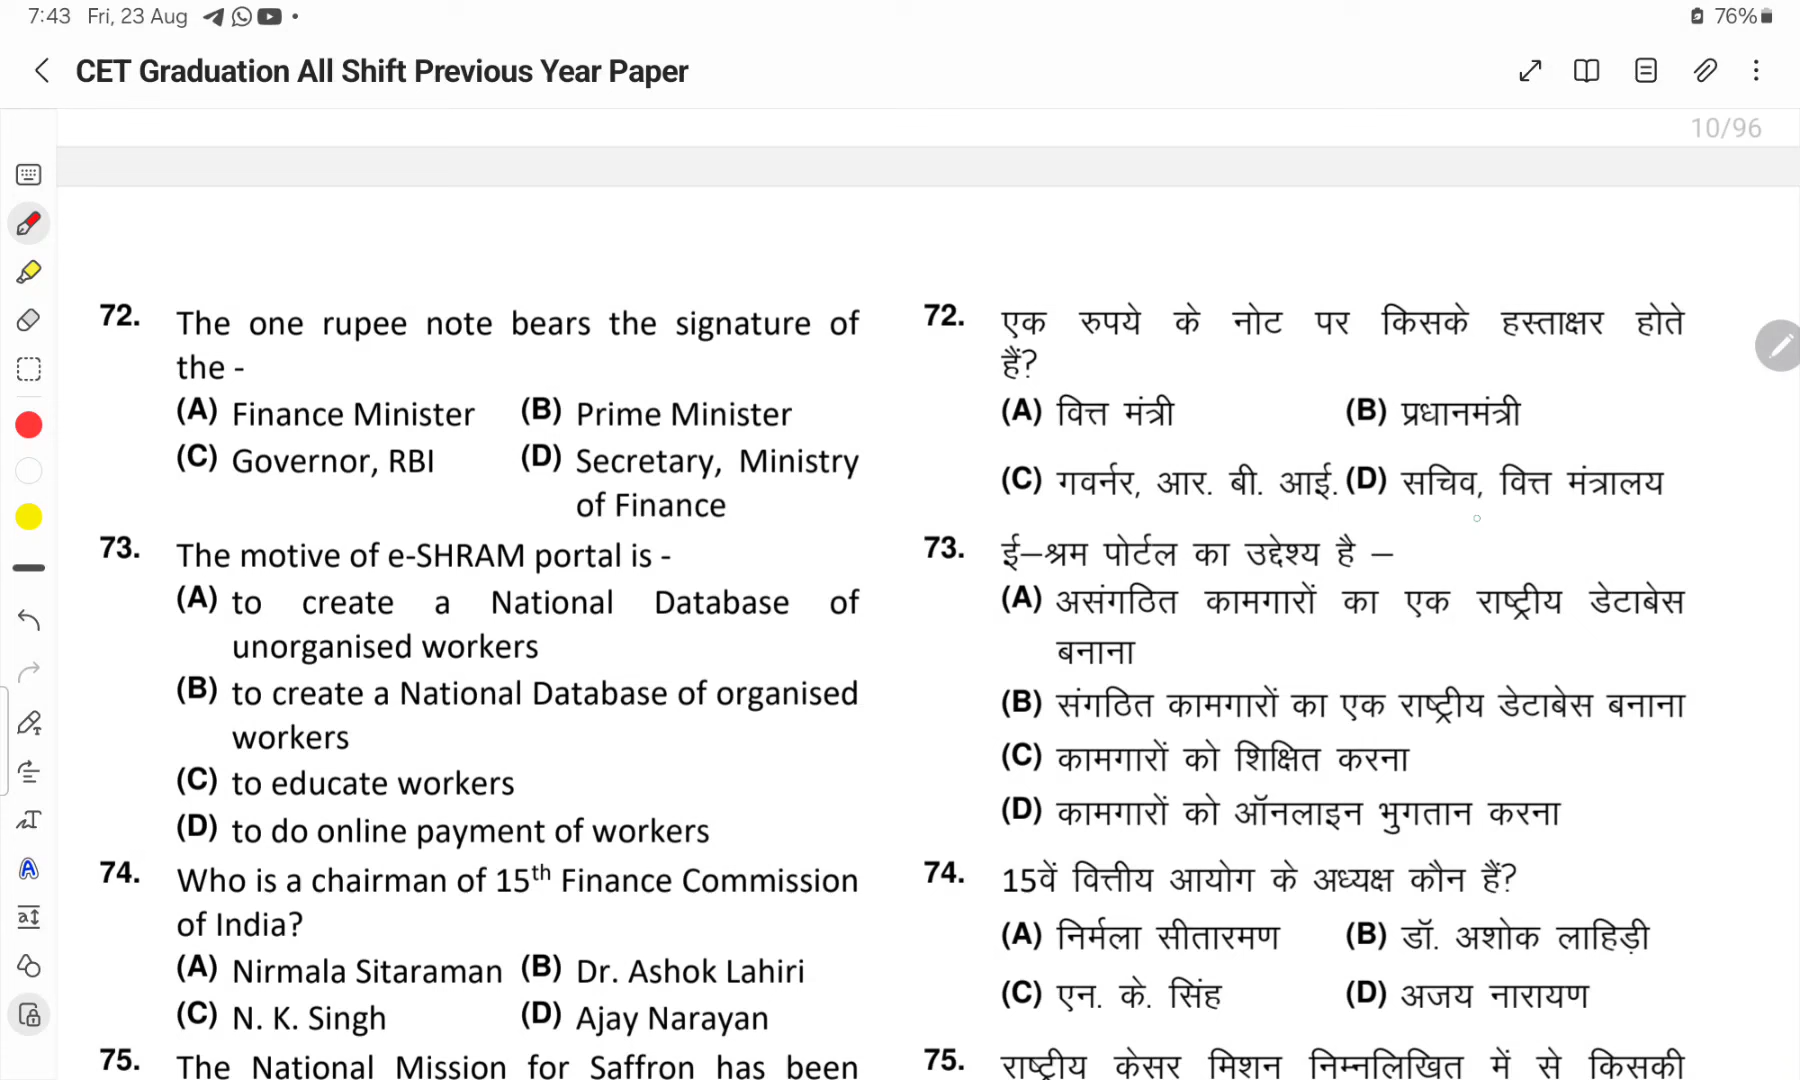 7:43 Fri, 23 Aug
76%
CET Graduation All Shift Previous Year Paper
10/96
72. The one rupee note bears the signature of
the -
(A) Finance Minister (B) Prime Minister
(C) Governor, RBI (D) Secretary, Ministry
of Finance
73. The motive of e-SHRAM portal is -
(A) to create a National Database of
unorganised workers
(B) to create a National Database of organised
workers
(C) to educate workers
(D) to do online payment of workers
74. Who is a chairman of 15th Finance Commission
of India?
(A) Nirmala Sitaraman (B) Dr. Ashok Lahiri
(C) N. K. Singh (D) Ajay Narayan
75. The National Mission for Saffron has been
72. एक रुपये के नोट पर किसके हस्ताक्षर होते
हैं?
(A) वित्त मंत्री (B) प्रधानमंत्री
(C) गवर्नर, आर. बी. आई. (D) सचिव, वित्त मंत्रालय
73. ई–श्रम पोर्टल का उद्देश्य है –
(A) असंगठित कामगारों का एक राष्ट्रीय डेटाबेस
बनाना
(B) संगठित कामगारों का एक राष्ट्रीय डेटाबेस बनाना
(C) कामगारों को शिक्षित करना
(D) कामगारों को ऑनलाइन भुगतान करना
74. 15वें वित्तीय आयोग के अध्यक्ष कौन हैं?
(A) निर्मला सीतारमण (B) डॉ. अशोक लाहिड़ी
(C) एन. के. सिंह (D) अजय नारायण
75. राष्ट्रीय केसर मिशन निम्नलिखित में से किसकी